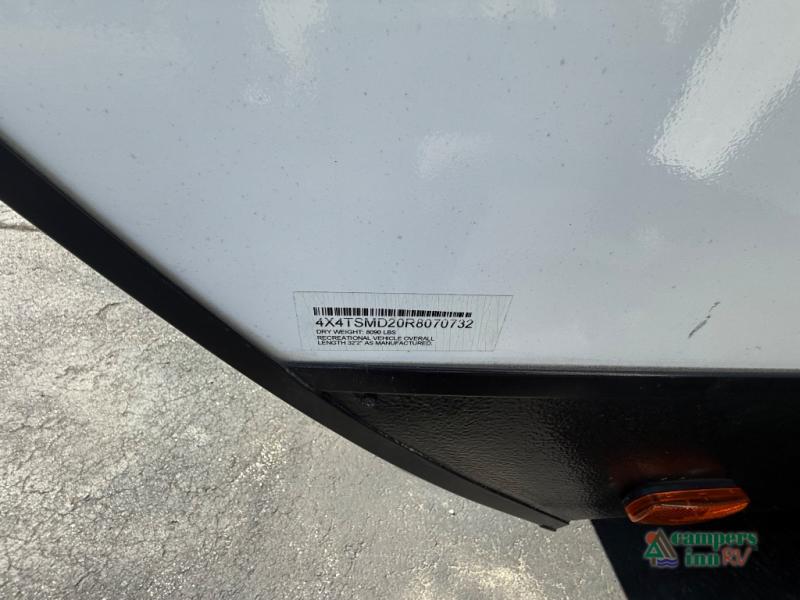 4X4TSMD20R8070732
DRY WEIGHT: 8090 LBS
RECREATIONAL VEHICLE OVERALL
LENGTH 32'2" AS MANUFACTURED.
campers
inn RV